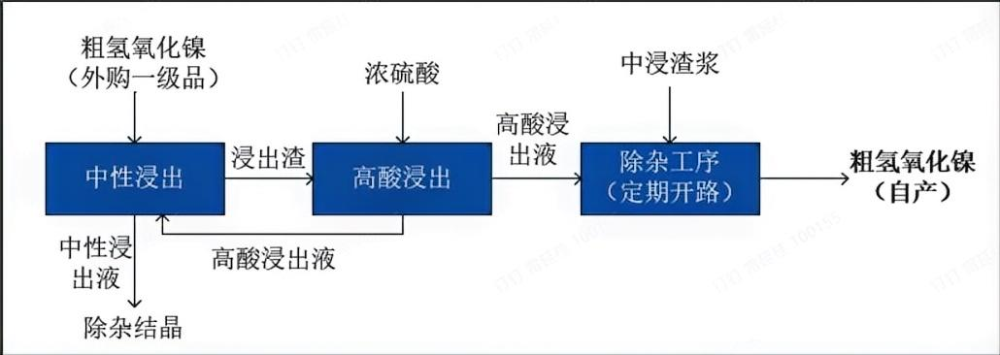 粗氢氧化镍
（外购一级品）
浓硫酸
中浸渣浆
高酸浸
出液
中性浸出
浸出渣
高酸浸出
除杂工序
（定期开路）
粗氢氧化镍
（自产）
中性浸
出液
高酸浸出液
除杂结晶